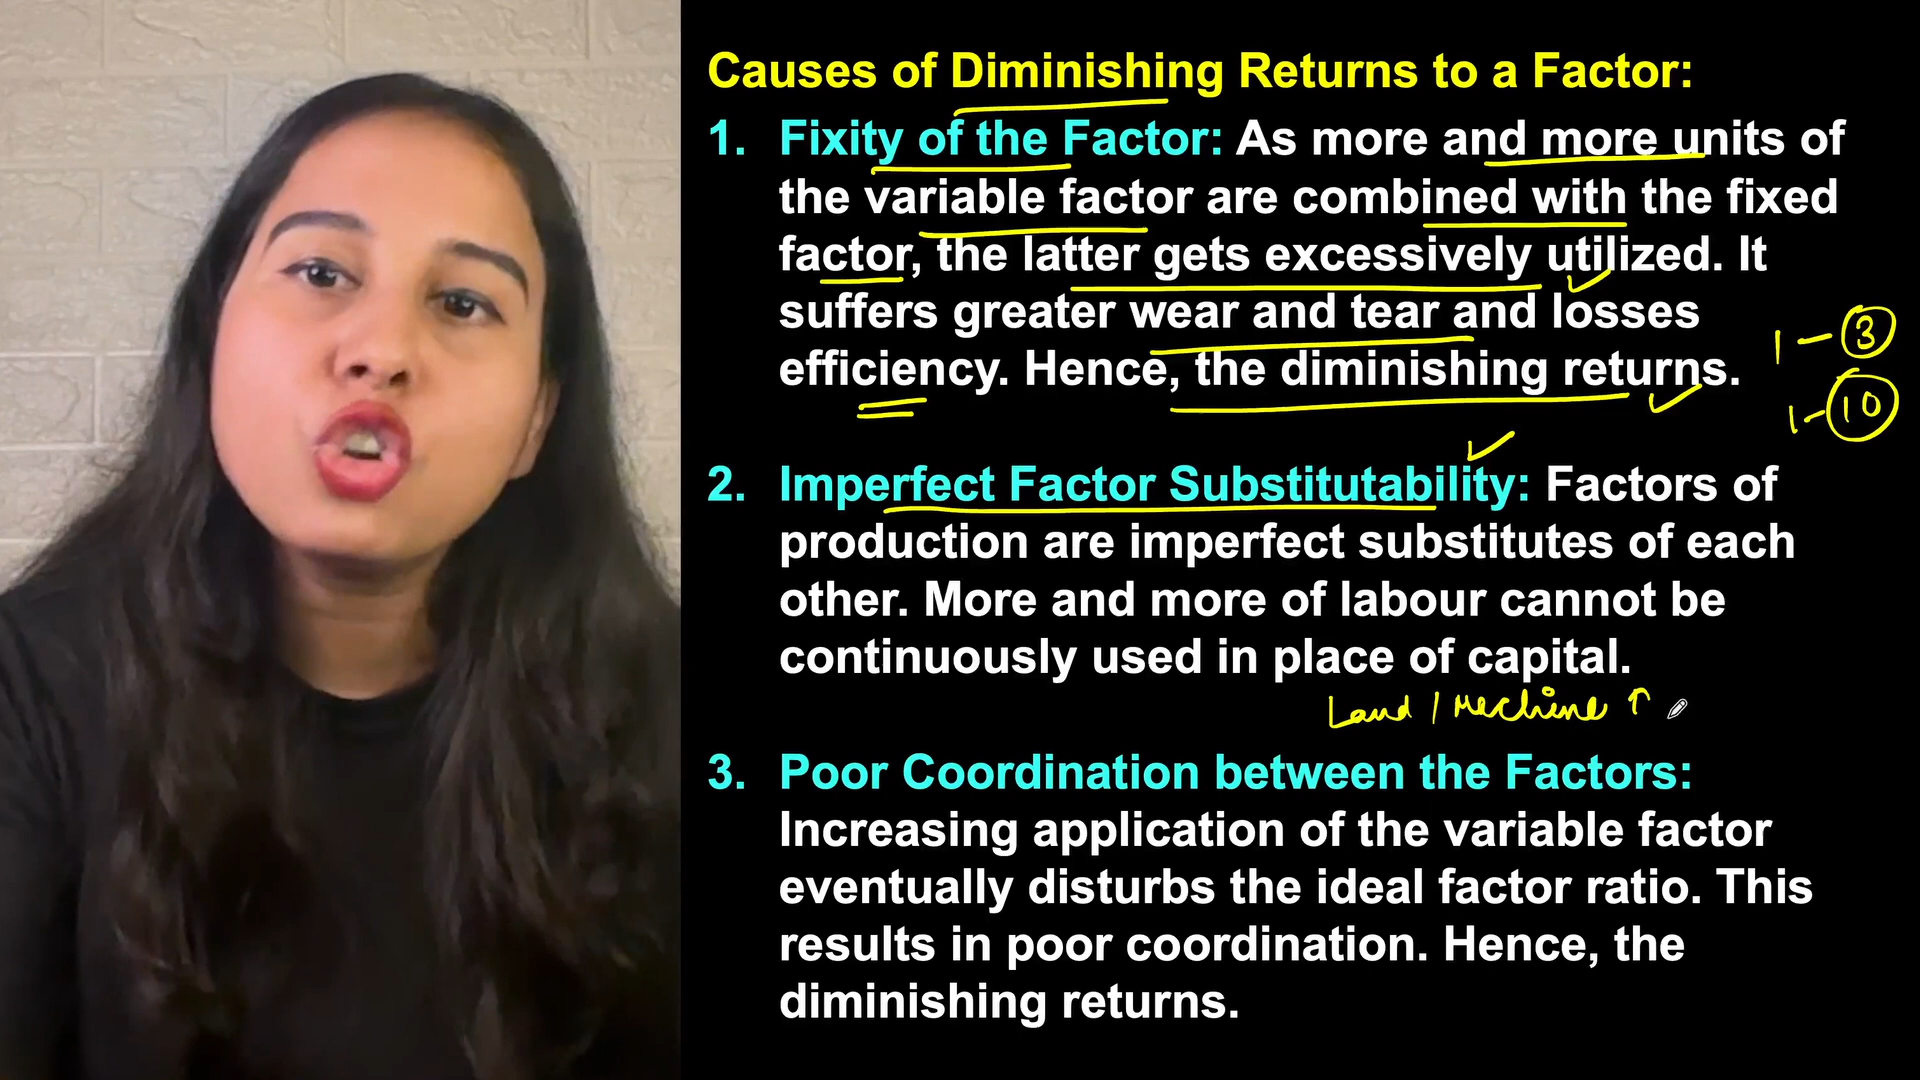 Causes of Diminishing Returns to a Factor:
1. Fixity of the Factor: As more and more units of
the variable factor are combined with the fixed
factor, the latter gets excessively utilized. It
suffers greater wear and tear and losses
efficiency. Hence, the diminishing returns.
1 - 3
1 - 10
2. Imperfect Factor Substitutability: Factors of
production are imperfect substitutes of each
other. More and more of labour cannot be
continuously used in place of capital.
Land / Machine ↑
3. Poor Coordination between the Factors:
Increasing application of the variable factor
eventually disturbs the ideal factor ratio. This
results in poor coordination. Hence, the
diminishing returns.